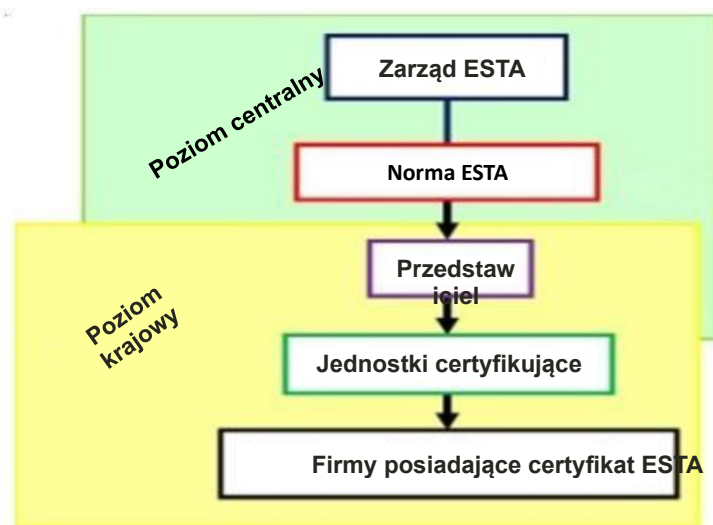 Zarząd ESTA
Poziom centralny
Norma ESTA
Przedstaw
iciel
Poziom
krajowy
Jednostki certyfikujące
Firmy posiadające certyfikat ESTA